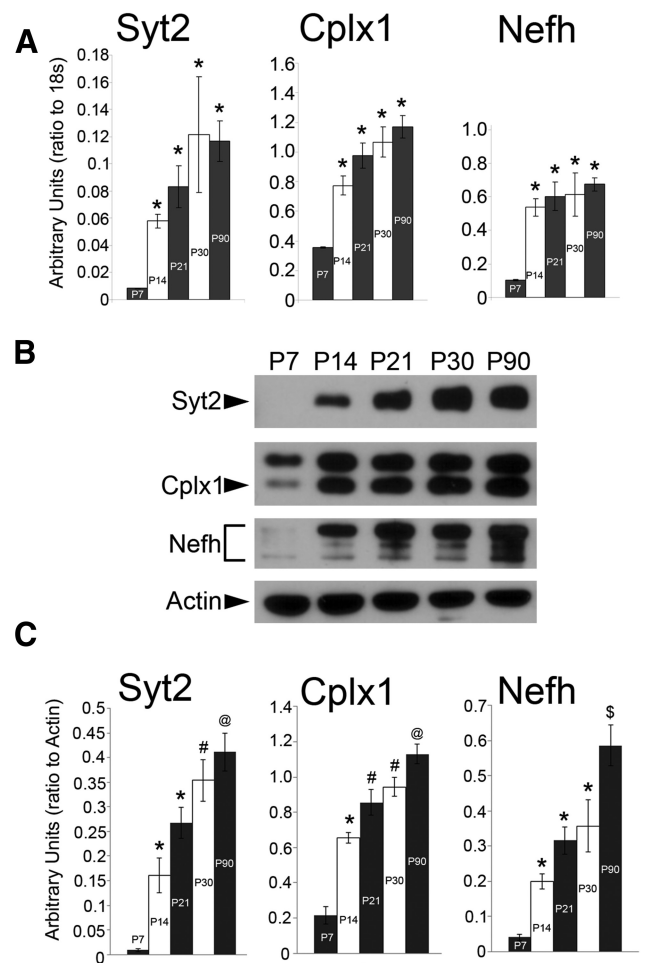 A
Syt2 Cplx1 Nefh
Arbitrary Units (ratio to 18s)
0.18
0.16
0.14
0.12
0.1
0.08
0.06
0.04
0.02
0
* * * *
P7 P14 P21 P30 P90
1.6
1.4
1.2
1.0
0.8
0.6
0.4
0.2
0
* * * *
P7 P14 P21 P30 P90
1.0
0.8
0.6
0.4
0.2
0
* * * *
P7 P14 P21 P30 P90
B
P7 P14 P21 P30 P90
Syt2
Cplx1
Nefh
Actin
C
Syt2 Cplx1 Nefh
Arbitrary Units (ratio to Actin)
0.5
0.45
0.4
0.35
0.3
0.25
0.2
0.15
0.1
0.05
0
* * # @
P7 P14 P21 P30 P90
1.4
1.2
1.0
0.8
0.6
0.4
0.2
0
* # # @
P7 P14 P21 P30 P90
0.7
0.6
0.5
0.4
0.3
0.2
0.1
0
* * * $
P7 P14 P21 P30 P90